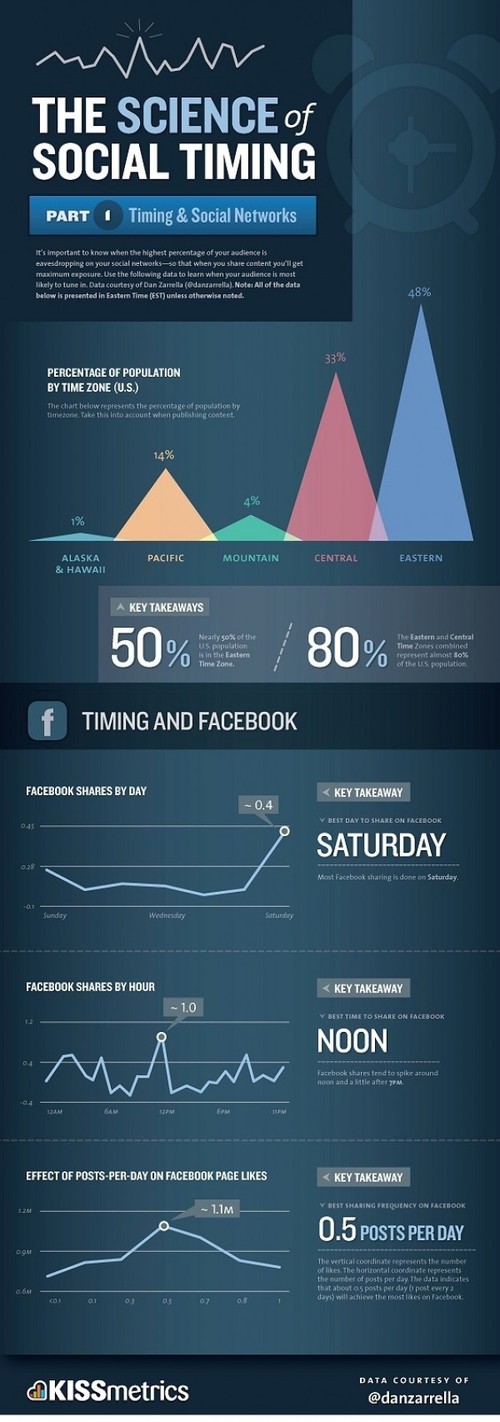 THE SCIENCE of
SOCIAL TIMING
PART 1 Timing & Social Networks
It's important to know when the highest percentage of your audience is
eavesdropping on your social networks—so that when you share content you'll get
maximum exposure. Use the following data to learn when your audience is most
likely to tune in. Data courtesy of Dan Zarrella (@danzarrella). Note: All of the data
below is presented in Eastern Time (EST) unless otherwise noted.
48%
33%
PERCENTAGE OF POPULATION
BY TIME ZONE (U.S.)
The chart below represents the percentage of population by
timezone. Take this into account when publishing content.
14%
4%
1%
ALASKA
& HAWAII
PACIFIC
MOUNTAIN
CENTRAL
EASTERN
KEY TAKEAWAYS
50%
Nearly 50% of the
U.S. population
is in the Eastern
Time Zone.
80%
The Eastern and Central
Time Zones combined
represent almost 80%
of the U.S. population.
f
TIMING AND FACEBOOK
FACEBOOK SHARES BY DAY
~ 0.4
0.45
0.28
-0.1
Sunday Wednesday Saturday
KEY TAKEAWAY
BEST DAY TO SHARE ON FACEBOOK
SATURDAY
Most Facebook sharing is done on Saturday.
FACEBOOK SHARES BY HOUR
~ 1.0
1.2
0.4
-0.4
12AM 6AM 12PM 6PM 11PM
KEY TAKEAWAY
BEST TIME TO SHARE ON FACEBOOK
NOON
Facebook shares tend to spike around
noon and a little after 7PM.
EFFECT OF POSTS-PER-DAY ON FACEBOOK PAGE LIKES
~ 1.1M
1.2M
0.9M
0.6M
<0.1 0.1 0.3 0.5 0.7 0.8 1
KEY TAKEAWAY
BEST SHARING FREQUENCY ON FACEBOOK
0.5 POSTS PER DAY
The vertical coordinate represents the number
of likes. The horizontal coordinate represents
the number of posts per day. The data indicates
that about 0.5 posts per day (1 post every 2
days) will achieve the most likes on Facebook.
KISSmetrics
DATA COURTESY OF
@danzarrella